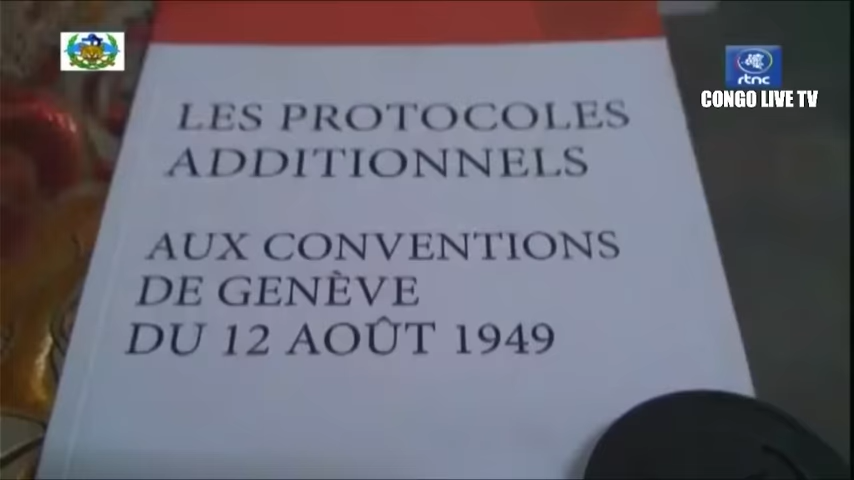 rtnc
CONGO LIVE TV
LES PROTOCOLES
ADDITIONNELS
AUX CONVENTIONS
DE GENÈVE
DU 12 AOÛT 1949